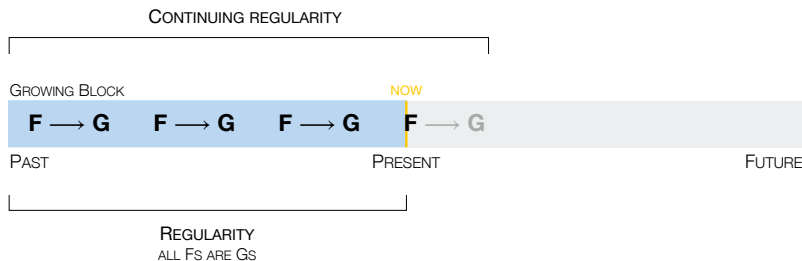 CONTINUING REGULARITY
GROWING BLOCK NOW
F → G F → G F → G F → G
PAST PRESENT FUTURE
REGULARITY
ALL FS ARE GS